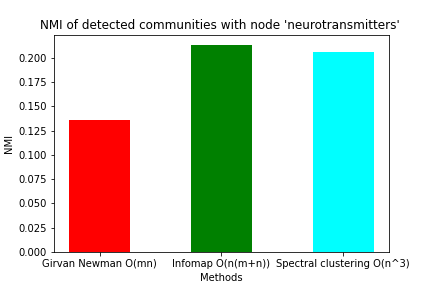 NMI of detected communities with node 'neurotransmitters'
0.200
0.175
0.150
0.125
0.100
0.075
0.050
0.025
0.000
NMI
Girvan Newman O(mn) Infomap O(n(m+n)) Spectral clustering O(n^3)
Methods